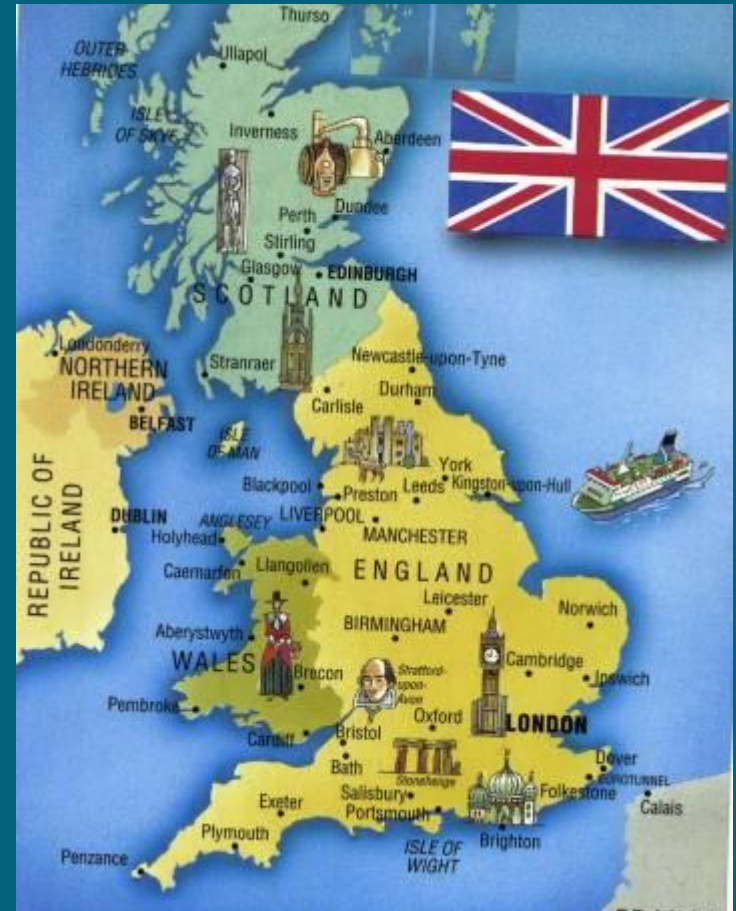 Thurso
OUTER
HEBRIDES
Ullapol
ISLE
OF SKYE
Inverness
Aberdeen
Perth
Dundee
Stirling
Glasgow
EDINBURGH
SCOTLAND
Londonderry
NORTHERN
IRELAND
BELFAST
Stranraer
Newcastle-upon-Tyne
Durham
Carlisle
ISLE
OF MAN
York
Blackpool
Preston
Leeds
Kingston-upon-Hull
REPUBLIC OF
IRELAND
DUBLIN
ANGLESEY
LIVERPOOL
MANCHESTER
Holyhead
Caernarfon
Llangollen
ENGLAND
Leicester
Norwich
BIRMINGHAM
Aberystwyth
WALES
Brecon
Stratford-
upon-
Avon
Cambridge
Ipswich
Pembroke
Oxford
LONDON
Cardiff
Bristol
Bath
Stonehenge
Dover
EUROTUNNEL
Folkestone
Calais
Salisbury
Portsmouth
Exeter
Plymouth
Brighton
ISLE OF
WIGHT
Penzance